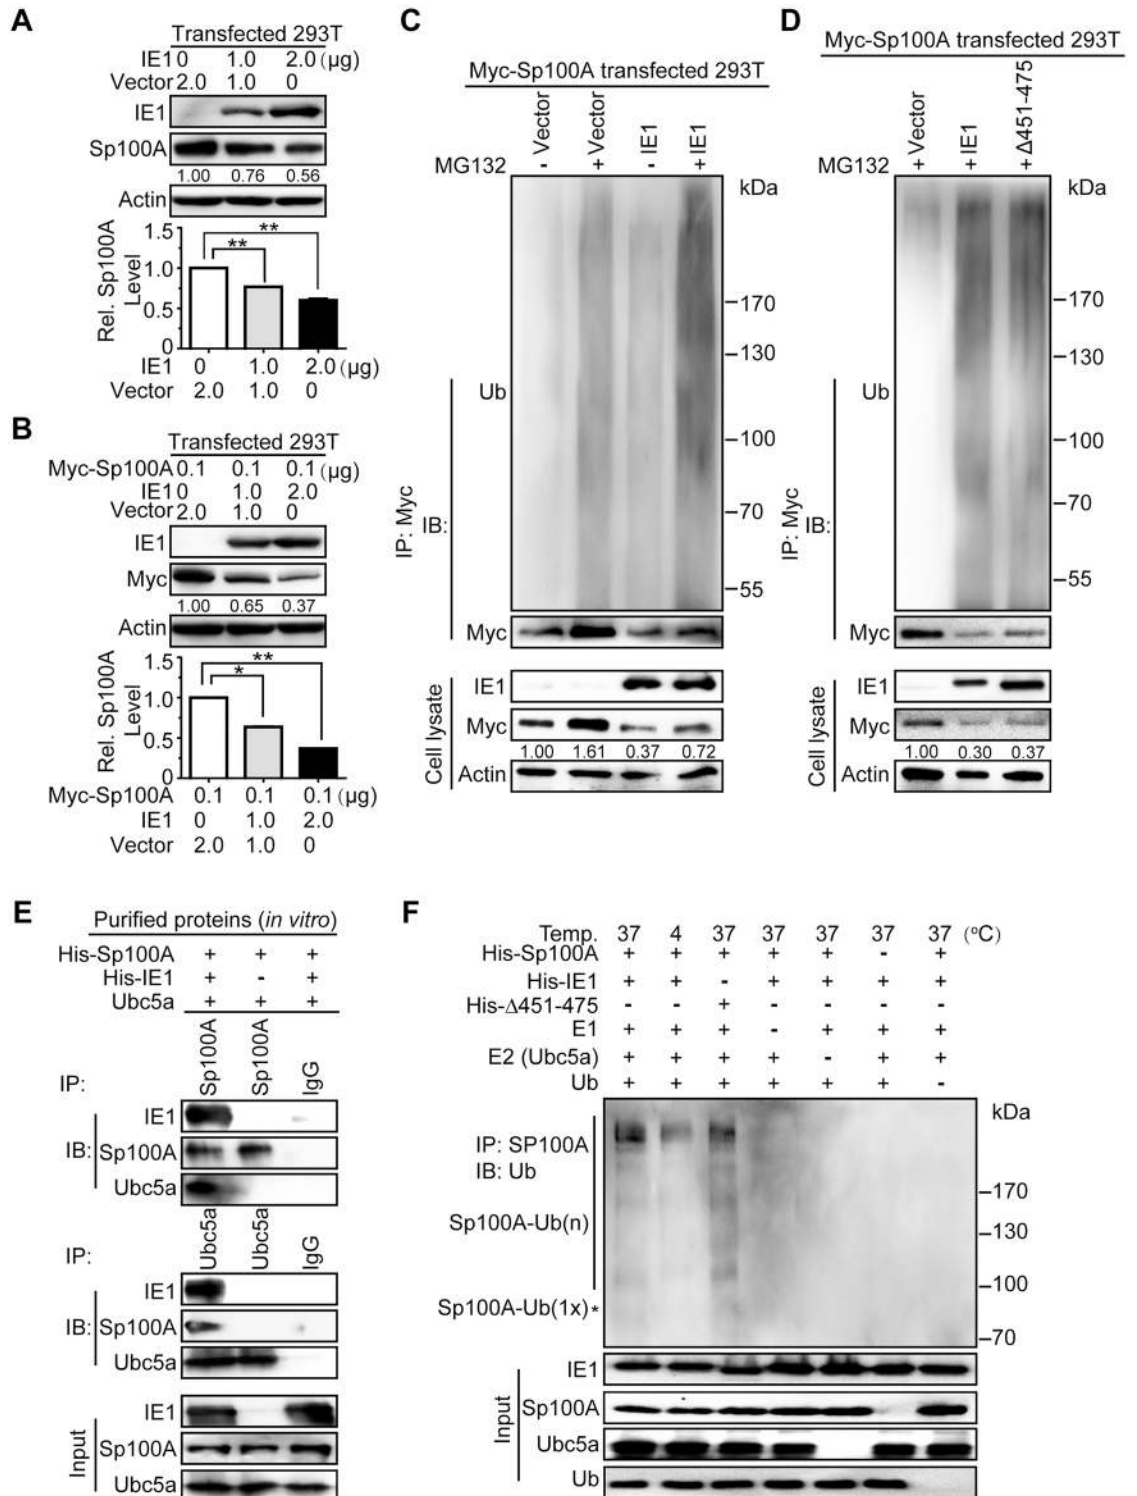 A
Transfected 293T
IE1 0 1.0 2.0 (μg)
Vector 2.0 1.0 0
IE1
Sp100A
1.00 0.76 0.56
Actin
Rel. Sp100A
Level
1.5
1.0
0.5
0
**
**
IE1 0 1.0 2.0 (μg)
Vector 2.0 1.0 0
B
Transfected 293T
Myc-Sp100A 0.1 0.1 0.1 (μg)
IE1 0 1.0 2.0
Vector 2.0 1.0 0
IE1
Myc
1.00 0.65 0.37
Actin
Rel. Sp100A
Level
1.5
1.0
0.5
0
**
*
Myc-Sp100A 0.1 0.1 0.1 (μg)
IE1 0 1.0 2.0
Vector 2.0 1.0 0
C
Myc-Sp100A transfected 293T
Vector Vector IE1 IE1
MG132 - + - +
kDa
170
130
100
70
55
IP: Myc
IB:
Ub
Myc
Cell lysate
IE1
Myc
1.00 1.61 0.37 0.72
Actin
D
Myc-Sp100A transfected 293T
Vector IE1 Δ451-475
MG132 + + +
kDa
170
130
100
70
55
IP: Myc
IB:
Ub
Myc
Cell lysate
IE1
Myc
1.00 0.30 0.37
Actin
E
Purified proteins (in vitro)
His-Sp100A + + +
His-IE1 + - +
Ubc5a + + +
IP: Sp100A Sp100A IgG
IB:
IE1
Sp100A
Ubc5a
IP: Ubc5a Ubc5a IgG
IB:
IE1
Sp100A
Ubc5a
Input
IE1
Sp100A
Ubc5a
F
Temp. 37 4 37 37 37 37 37 (°C)
His-Sp100A + + + + + - +
His-IE1 + + - + + + +
His-Δ451-475 - - + - - - -
E1 + + + - + + +
E2 (Ubc5a) + + + + - + +
Ub + + + + + + -
kDa
IP: SP100A
IB: Ub
Sp100A-Ub(n)
Sp100A-Ub(1x)*
170
130
100
70
Input
IE1
Sp100A
Ubc5a
Ub